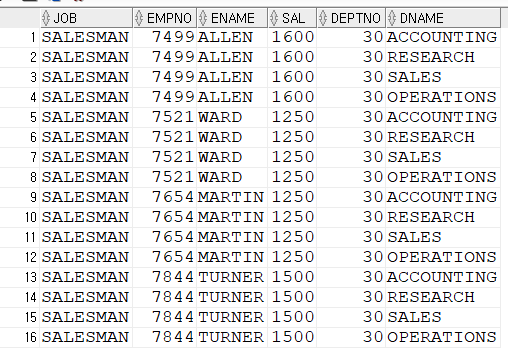 JOB EMPNO ENAME SAL DEPTNO DNAME
1 SALESMAN 7499 ALLEN 1600 30 ACCOUNTING
2 SALESMAN 7499 ALLEN 1600 30 RESEARCH
3 SALESMAN 7499 ALLEN 1600 30 SALES
4 SALESMAN 7499 ALLEN 1600 30 OPERATIONS
5 SALESMAN 7521 WARD 1250 30 ACCOUNTING
6 SALESMAN 7521 WARD 1250 30 RESEARCH
7 SALESMAN 7521 WARD 1250 30 SALES
8 SALESMAN 7521 WARD 1250 30 OPERATIONS
9 SALESMAN 7654 MARTIN 1250 30 ACCOUNTING
10 SALESMAN 7654 MARTIN 1250 30 RESEARCH
11 SALESMAN 7654 MARTIN 1250 30 SALES
12 SALESMAN 7654 MARTIN 1250 30 OPERATIONS
13 SALESMAN 7844 TURNER 1500 30 ACCOUNTING
14 SALESMAN 7844 TURNER 1500 30 RESEARCH
15 SALESMAN 7844 TURNER 1500 30 SALES
16 SALESMAN 7844 TURNER 1500 30 OPERATIONS